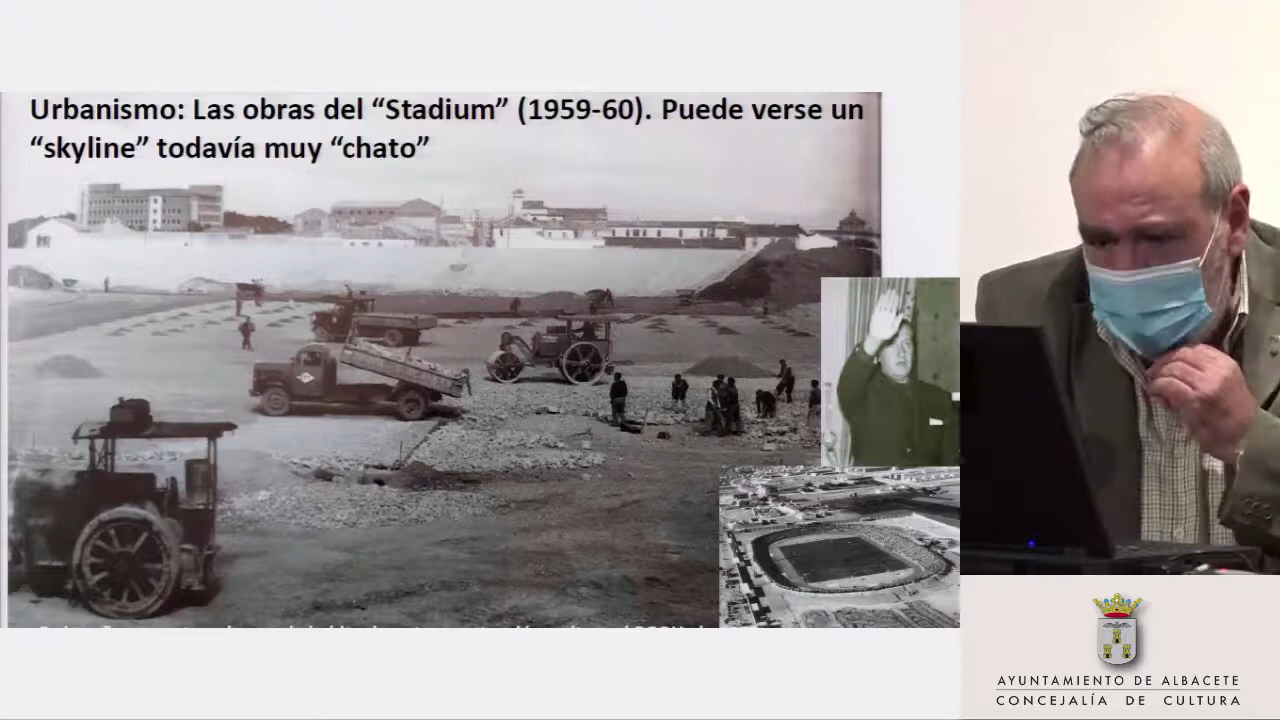 Urbanismo: Las obras del “Stadium” (1959-60). Puede verse un
“skyline” todavía muy “chato”
AYUNTAMIENTO DE ALBACETE
CONCEJALÍA DE CULTURA